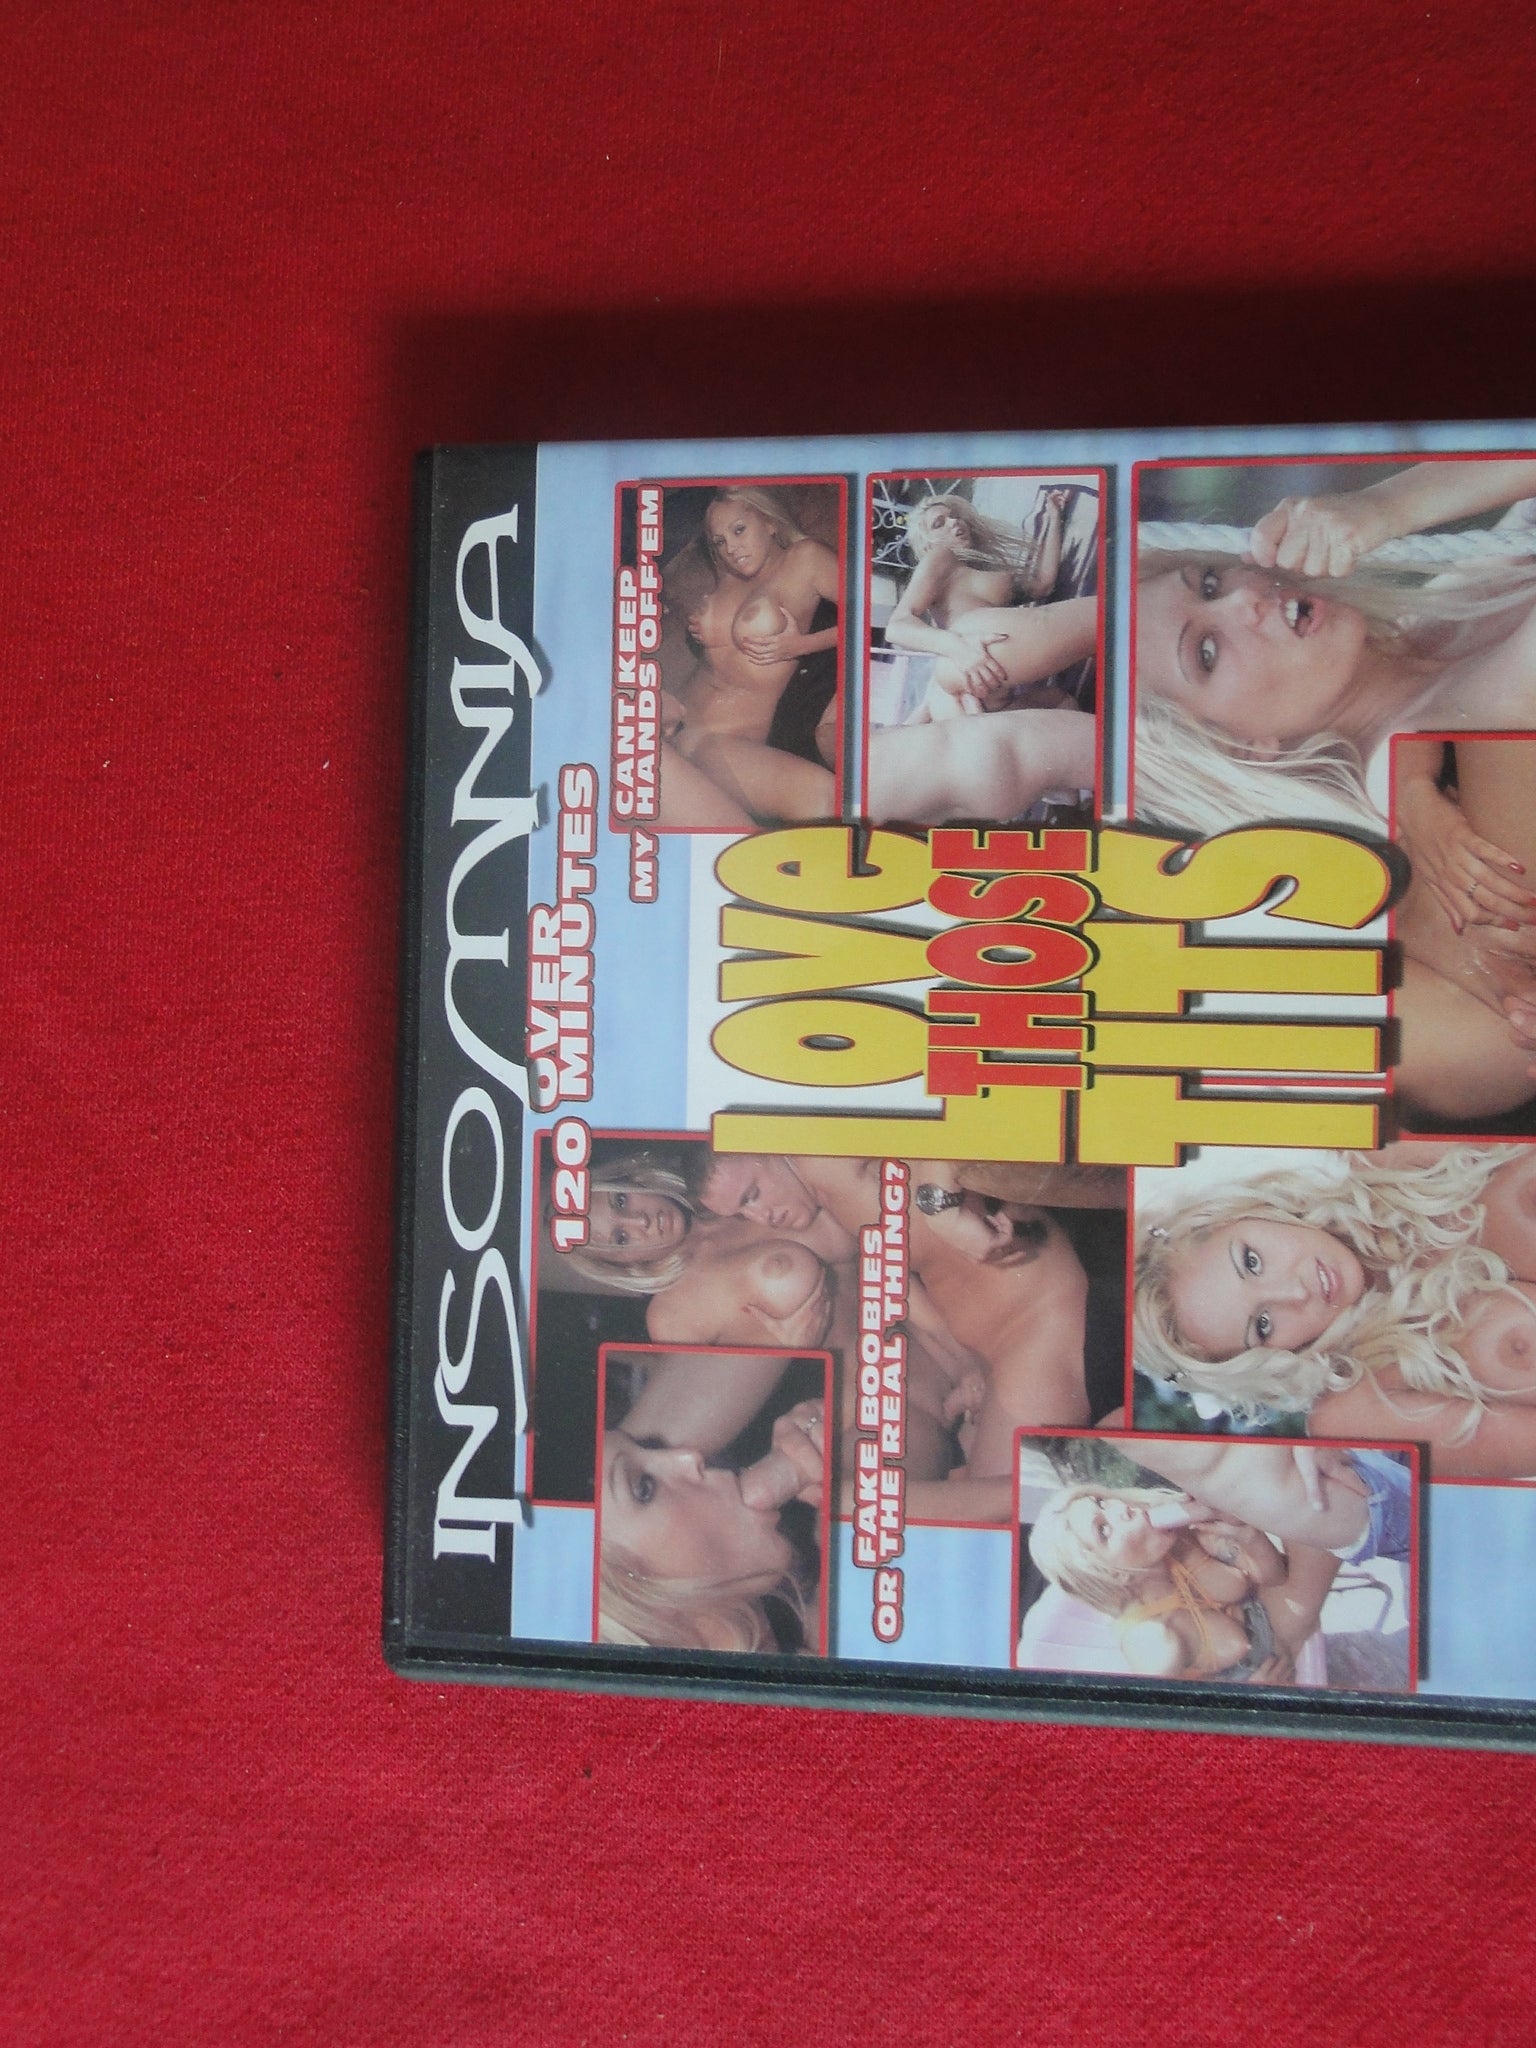 INSOMNIA
OVER
120 MINUTES
CANT KEEP
MY HANDS OFF'EM
LOVE
THOSE
TITS
FAKE BOOBIES
OR THE REAL THING?